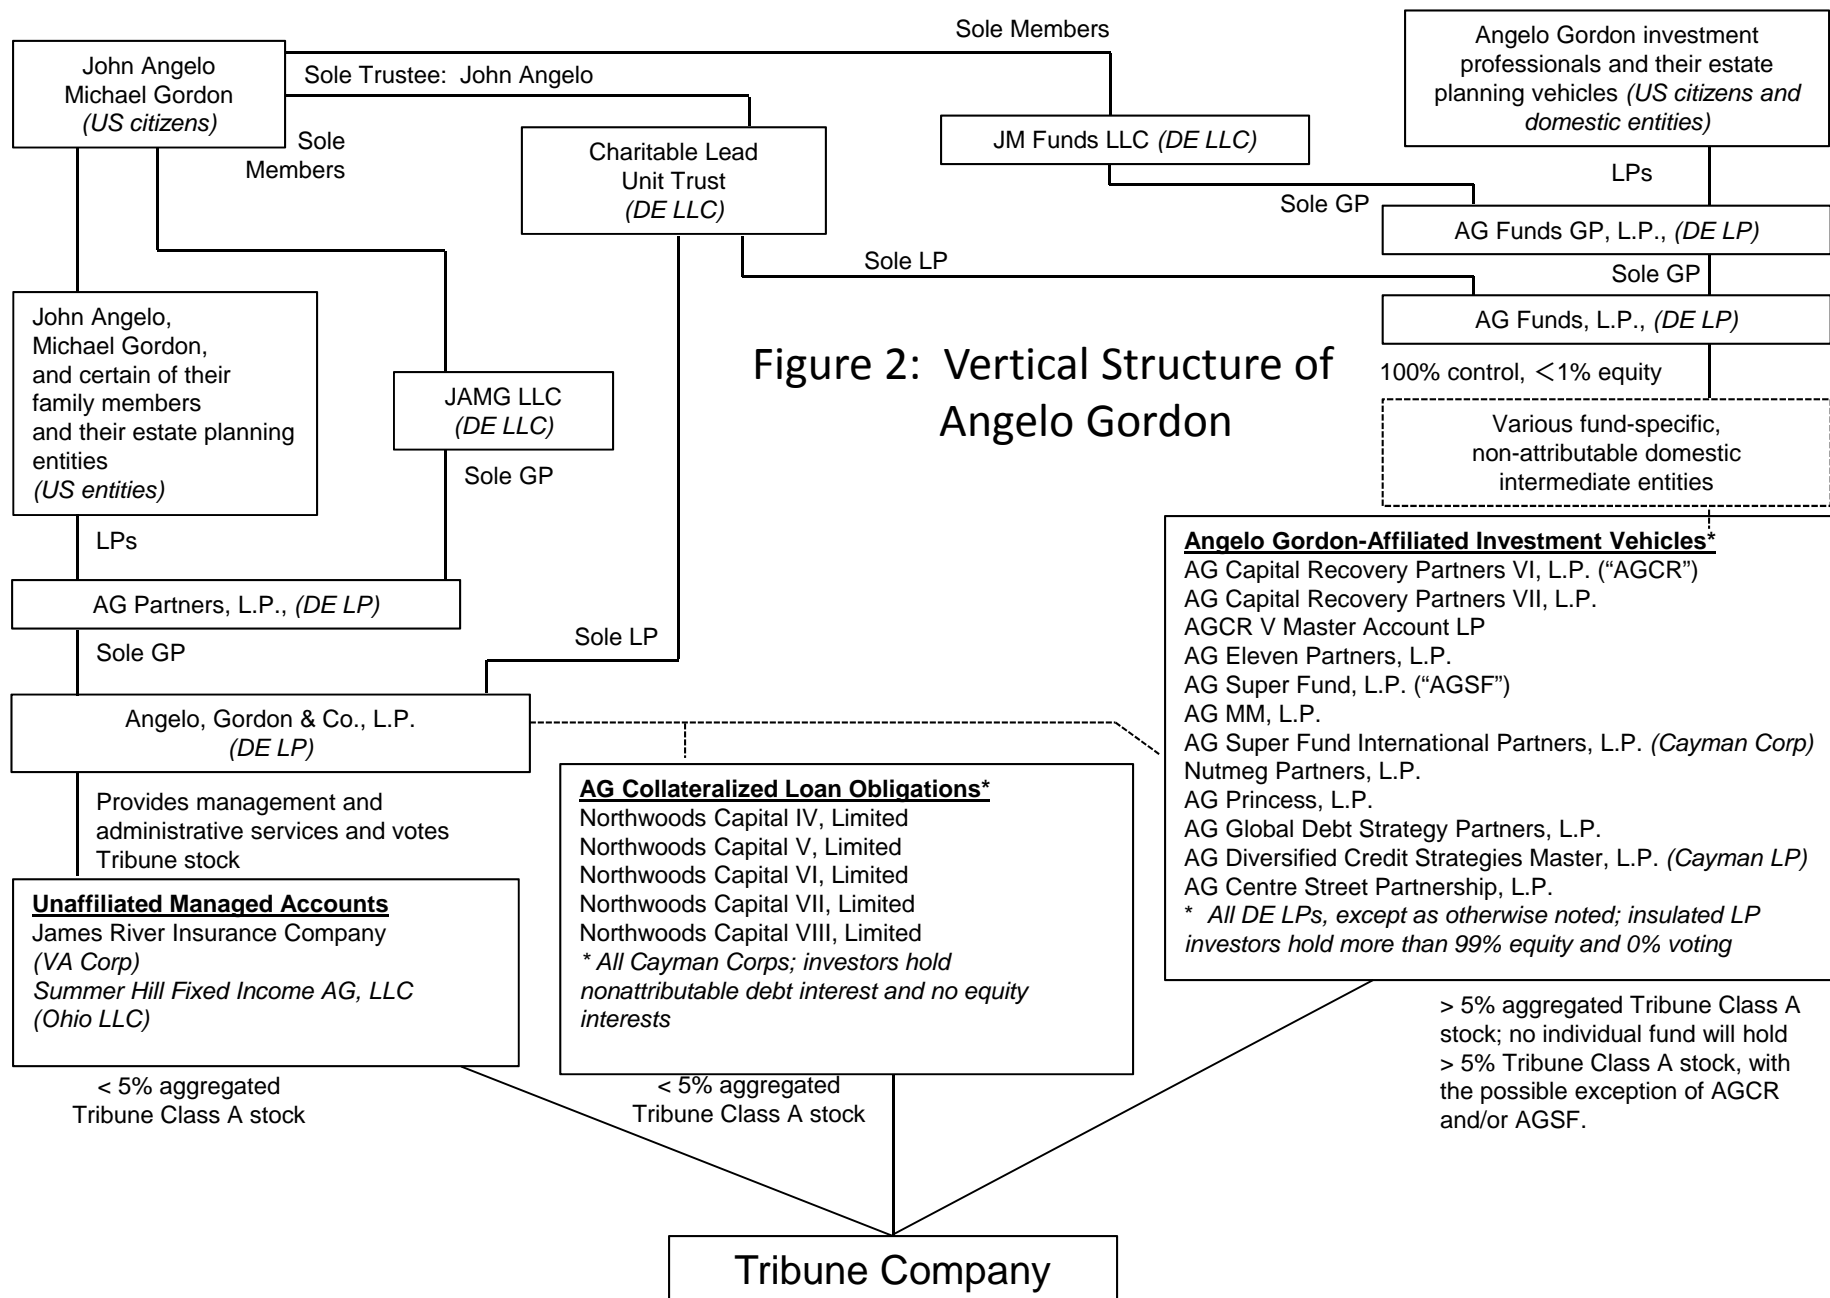 Sole Members
John Angelo
Michael Gordon
(US citizens)
Sole Trustee:  John Angelo
Angelo Gordon investment
professionals and their estate
planning vehicles (US citizens and
domestic entities)
Sole
Members
Charitable Lead
Unit Trust
(DE LLC)
JM Funds LLC (DE LLC)
LPs
Sole GP
AG Funds GP, L.P., (DE LP)
Sole LP
Sole GP
AG Funds, L.P., (DE LP)
John Angelo,
Michael Gordon,
and certain of their
family members
and their estate planning
entities
(US entities)
JAMG LLC
(DE LLC)
Sole GP
Figure 2:  Vertical Structure of
Angelo Gordon
100% control, <1% equity
Various fund-specific,
non-attributable domestic
intermediate entities
LPs
AG Partners, L.P., (DE LP)
Sole GP
Sole LP
Angelo, Gordon & Co., L.P.
(DE LP)
Provides management and
administrative services and votes
Tribune stock
Unaffiliated Managed Accounts
James River Insurance Company
(VA Corp)
Summer Hill Fixed Income AG, LLC
(Ohio LLC)
< 5% aggregated
Tribune Class A stock
AG Collateralized Loan Obligations*
Northwoods Capital IV, Limited
Northwoods Capital V, Limited
Northwoods Capital VI, Limited
Northwoods Capital VII, Limited
Northwoods Capital VIII, Limited
* All Cayman Corps; investors hold
nonattributable debt interest and no equity
interests
< 5% aggregated
Tribune Class A stock
Angelo Gordon-Affiliated Investment Vehicles*
AG Capital Recovery Partners VI, L.P. (“AGCR”)
AG Capital Recovery Partners VII, L.P.
AGCR V Master Account LP
AG Eleven Partners, L.P.
AG Super Fund, L.P. (“AGSF”)
AG MM, L.P.
AG Super Fund International Partners, L.P. (Cayman Corp)
Nutmeg Partners, L.P.
AG Princess, L.P.
AG Global Debt Strategy Partners, L.P.
AG Diversified Credit Strategies Master, L.P. (Cayman LP)
AG Centre Street Partnership, L.P.
* All DE LPs, except as otherwise noted; insulated LP
investors hold more than 99% equity and 0% voting
> 5% aggregated Tribune Class A
stock; no individual fund will hold
> 5% Tribune Class A stock, with
the possible exception of AGCR
and/or AGSF.
Tribune Company